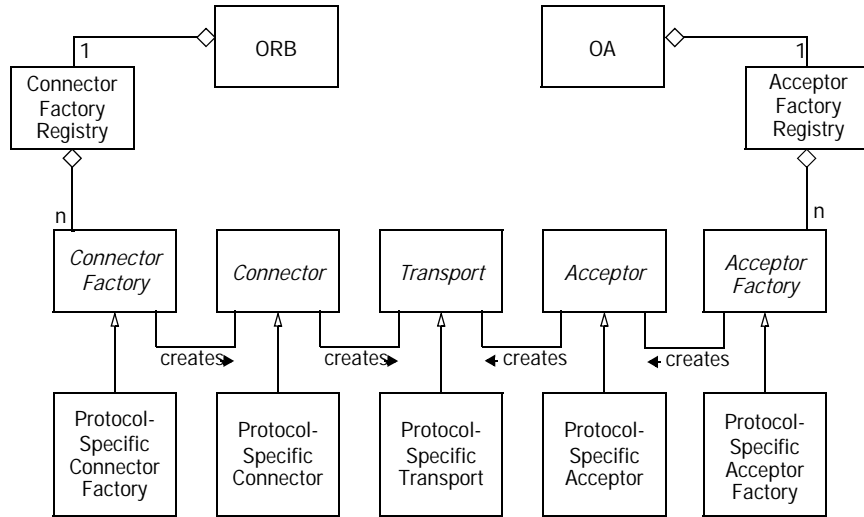 ORB
OA
1
1
Connector
Factory
Registry
Acceptor
Factory
Registry
n
n
Connector
Factory
Connector
Transport
Acceptor
Acceptor
Factory
creates
creates
creates
creates
Protocol-
Specific
Connector
Factory
Protocol-
Specific
Connector
Protocol-
Specific
Transport
Protocol-
Specific
Acceptor
Protocol-
Specific
Acceptor
Factory